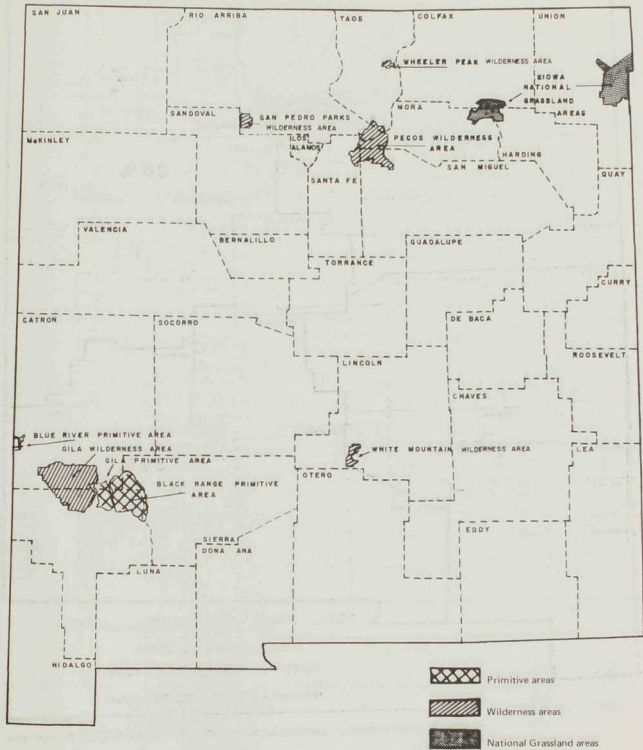 SAN JUAN
RIO ARRIBA
TAOS
COLFAX
UNION
WHEELER PEAK WILDERNESS AREA
KIOWA
NATIONAL
GRASSLAND
AREAS
MORA
SANDOVAL
SAN PEDRO PARKS
WILDERNESS AREA
LOS
ALAMOS
McKINLEY
PECOS WILDERNESS
AREA
HARDING
SAN MIGUEL
QUAY
SANTA FE
VALENCIA
BERNALILLO
GUADALUPE
TORRANCE
CURRY
CATRON
SOCORRO
DE BACA
ROOSEVELT
LINCOLN
CHAVES
BLUE RIVER PRIMITIVE AREA
GILA WILDERNESS AREA
GILA PRIMITIVE AREA
WHITE MOUNTAIN WILDERNESS AREA
LEA
OTERO
BLACK RANGE PRIMITIVE
AREA
EDDY
SIERRA
DONA ANA
LUNA
HIDALGO
Primitive areas
Wilderness areas
National Grassland areas